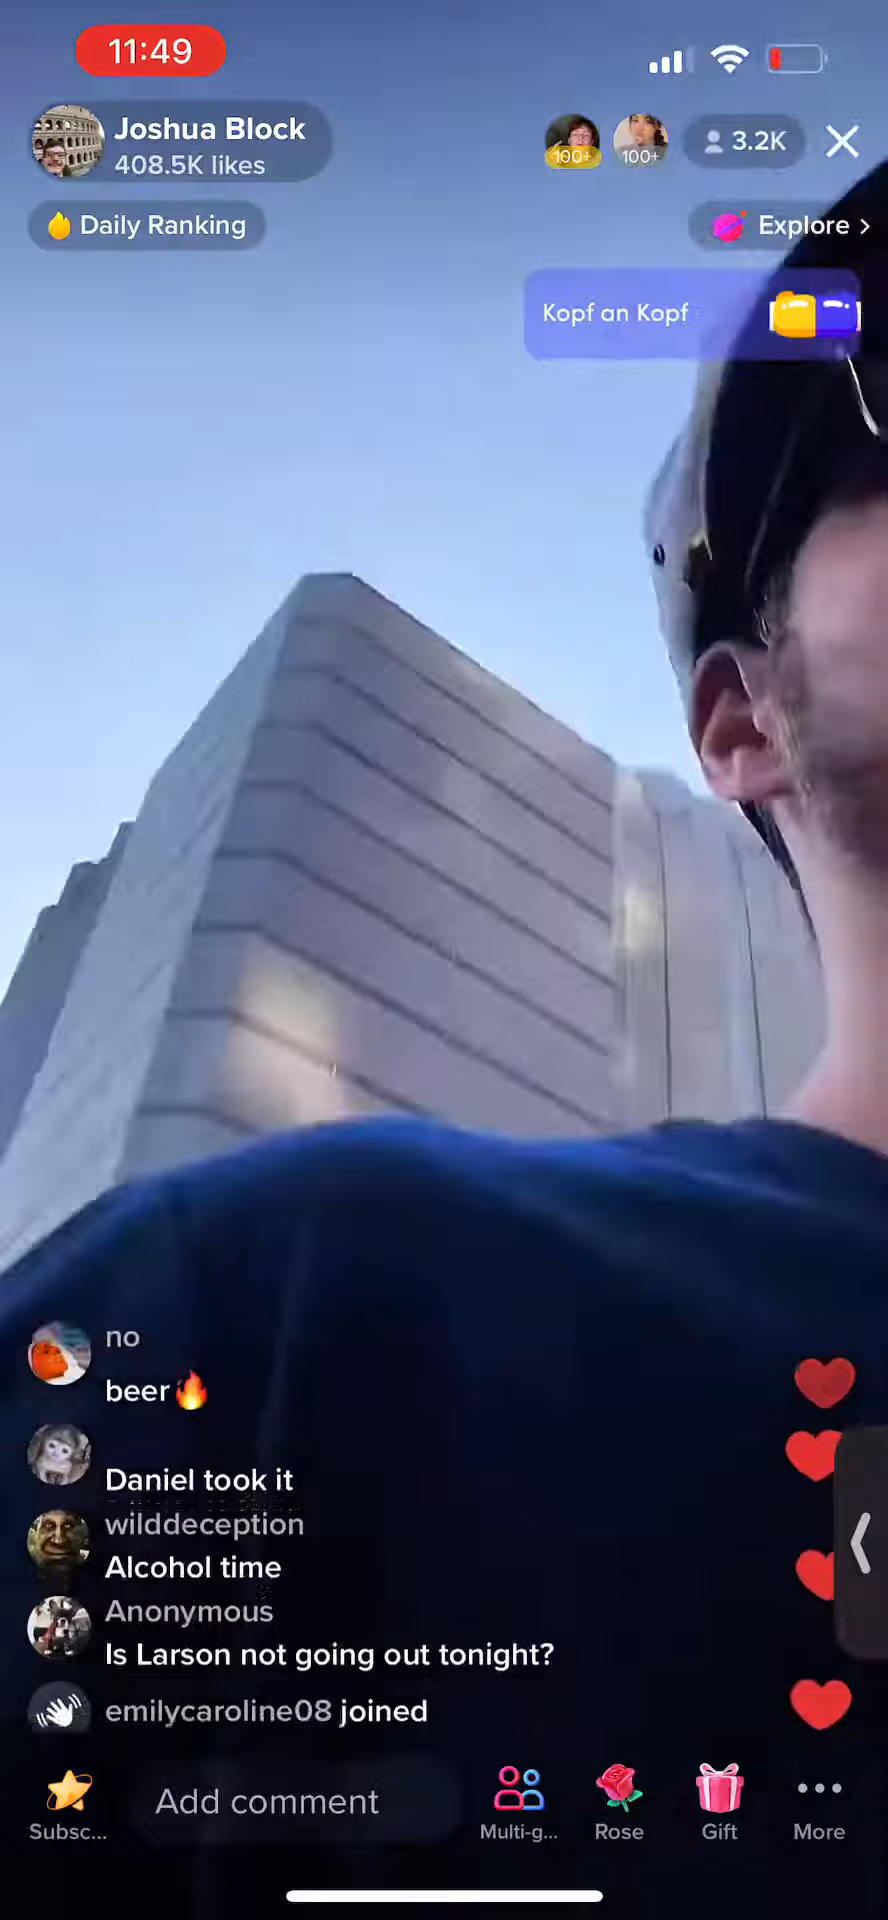 11:49
Joshua Block
408.5K likes
100+
100+
3.2K
Daily Ranking
Explore
Kopf an Kopf
no
beer🔥
Daniel took it
wilddeception
Alcohol time
Anonymous
Is Larson not going out tonight?
emilycaroline08 joined
Add comment
Subsc...
Multi-g...
Rose
Gift
More